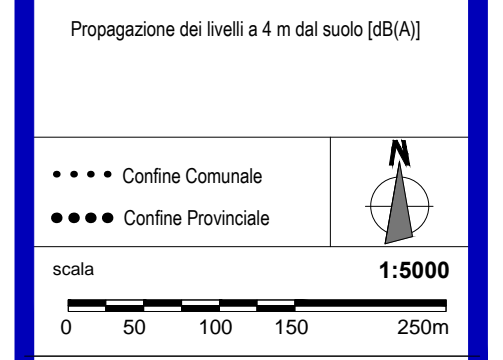 Propagazione dei livelli a 4 m dal suolo [dB(A)]
N
Confine Comunale
Confine Provinciale
scala 1:5000
0 50 100 150 250m